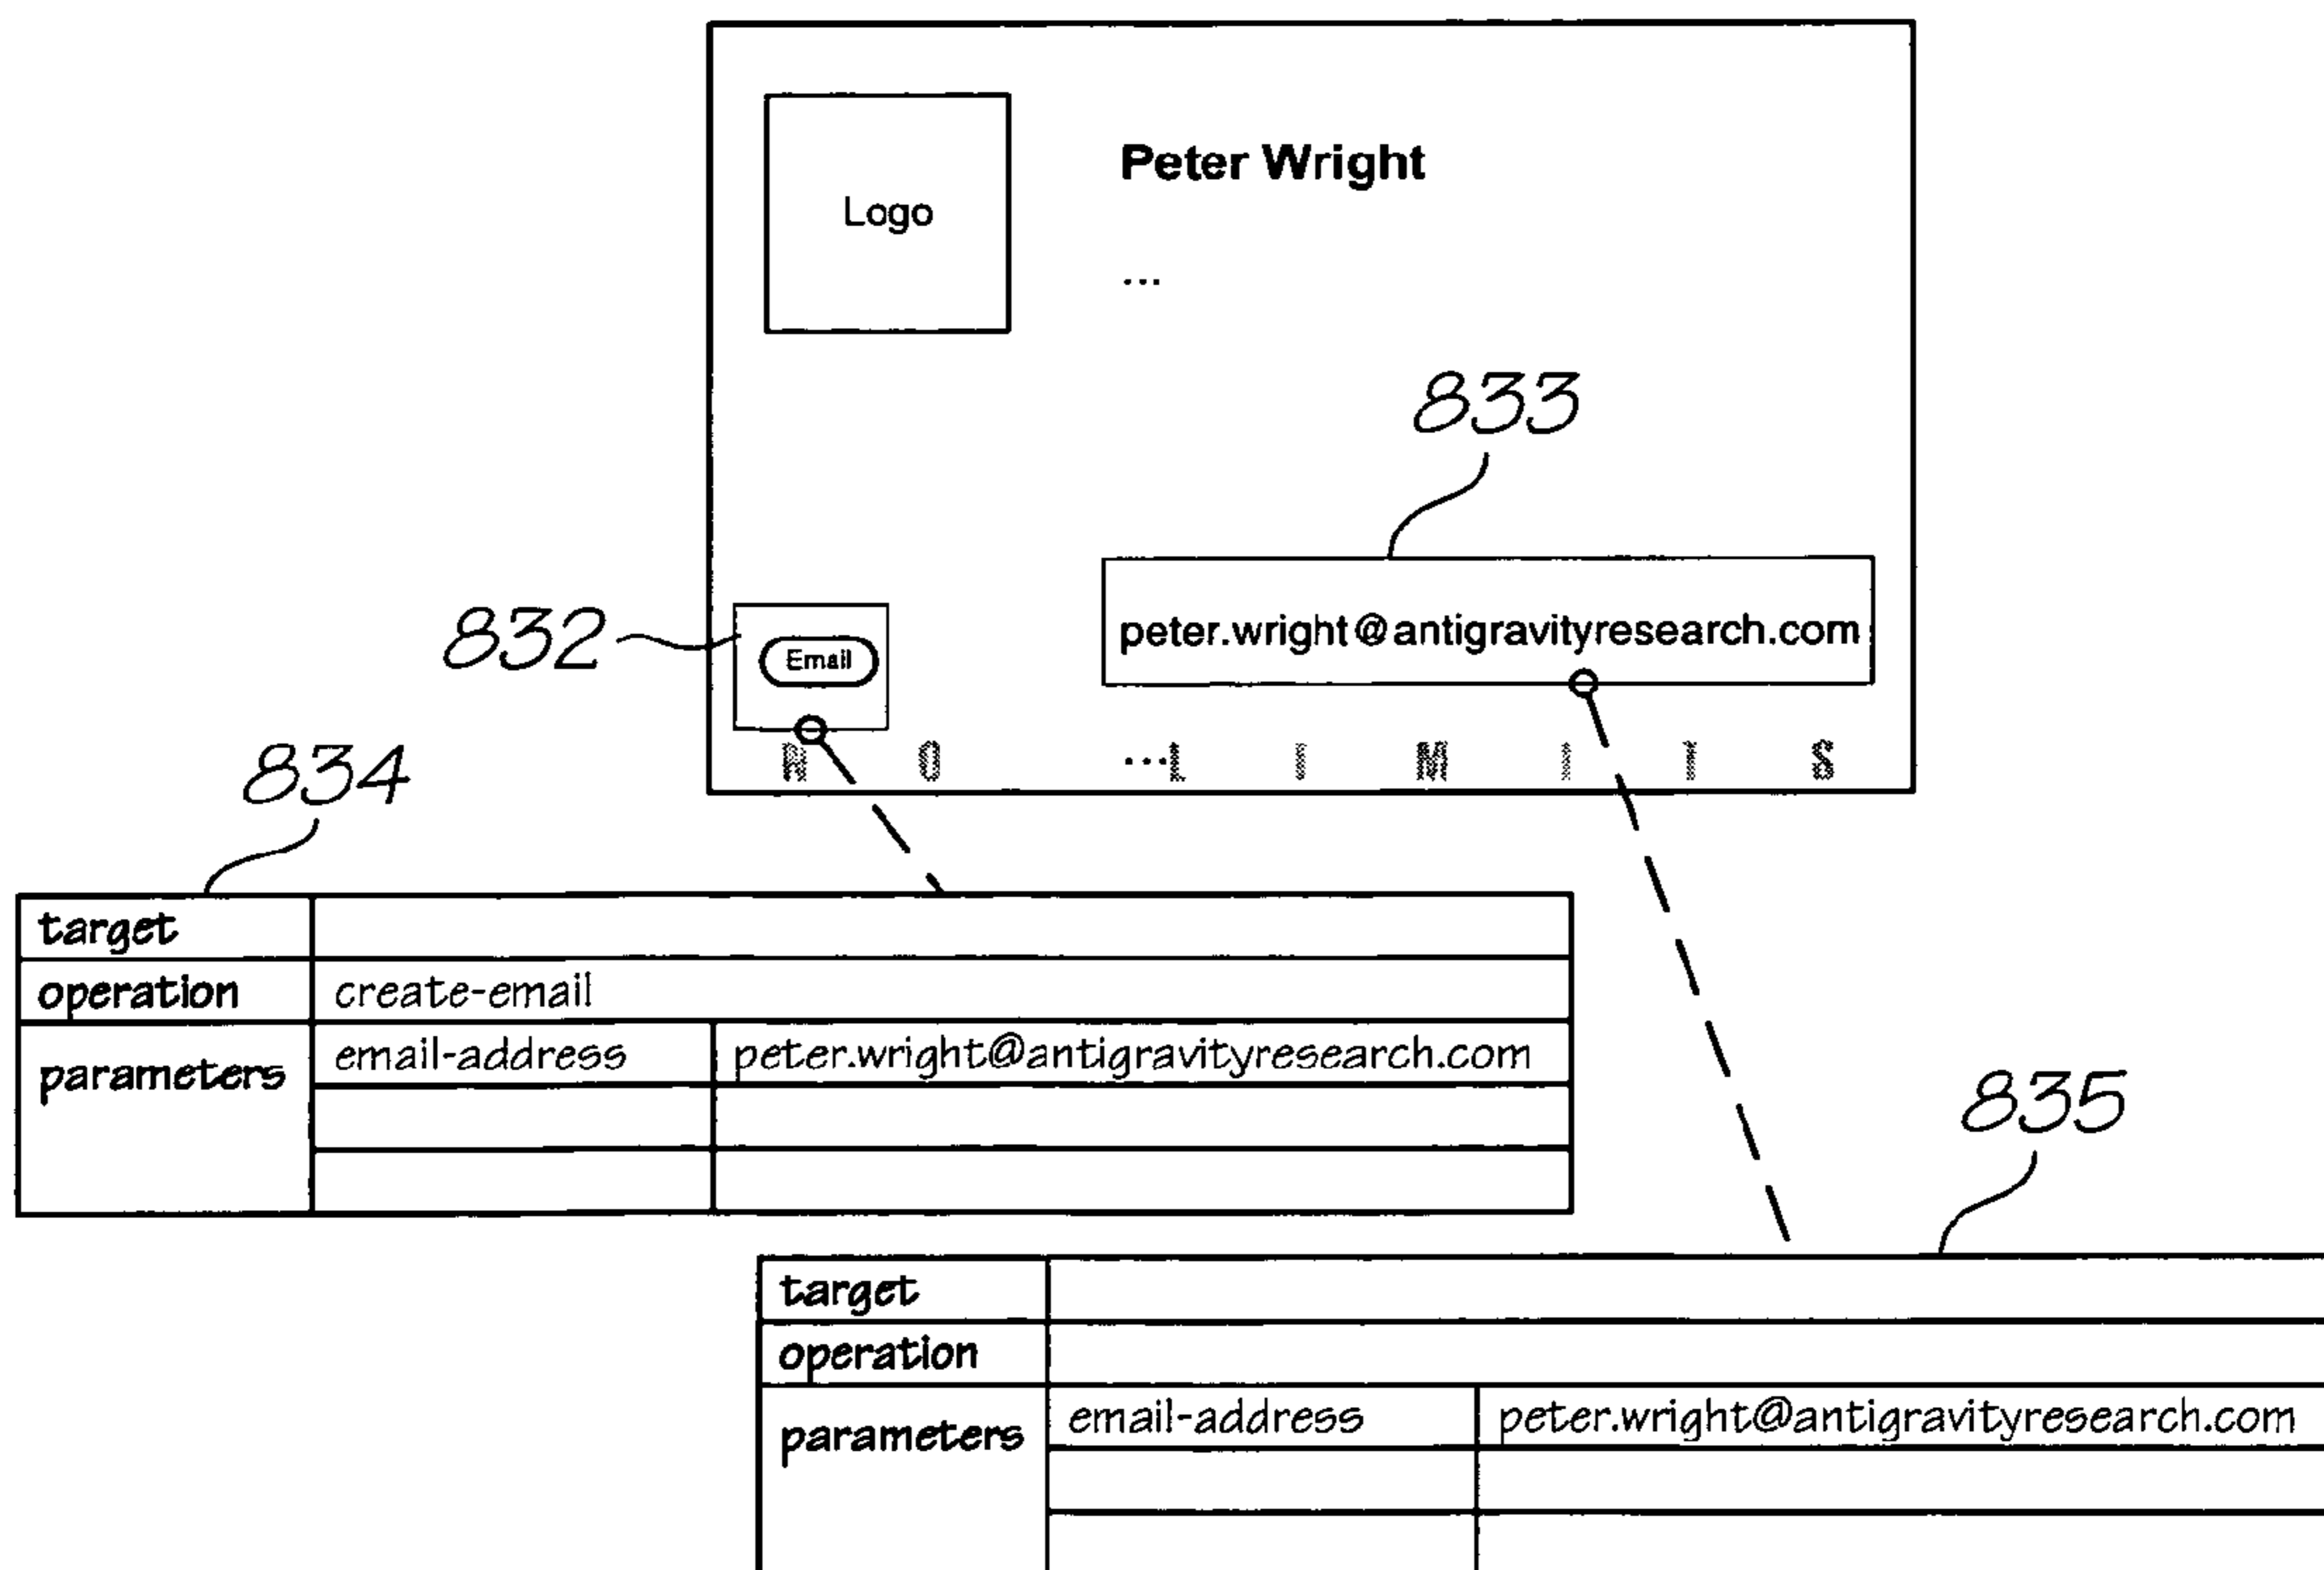 Peter Wright
Logo
...
833
832
peter.wright@antigravityresearch.com
Email
N O ...L I M I T S
834
target
operation create-email
parameters email-address peter.wright@antigravityresearch.com
835
target
operation
parameters email-address peter.wright@antigravityresearch.com